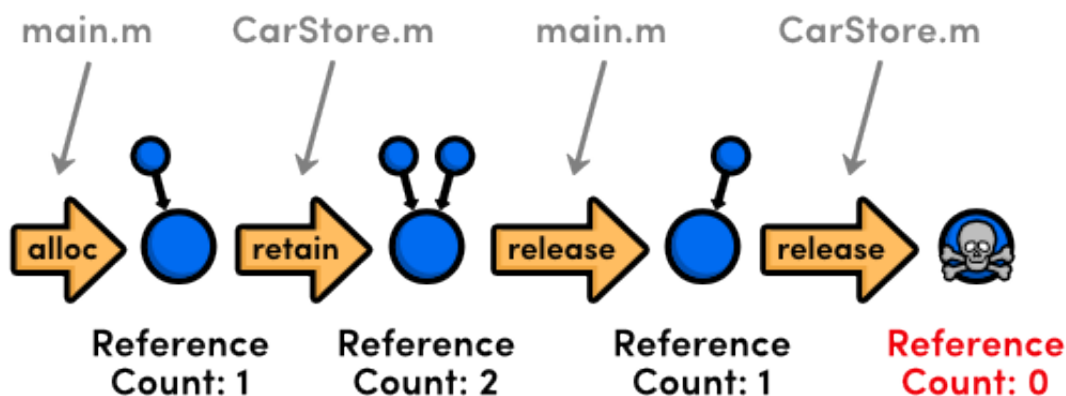 main.m
CarStore.m
main.m
CarStore.m
alloc
retain
release
release
Reference
Count: 1
Reference
Count: 2
Reference
Count: 1
Reference
Count: 0